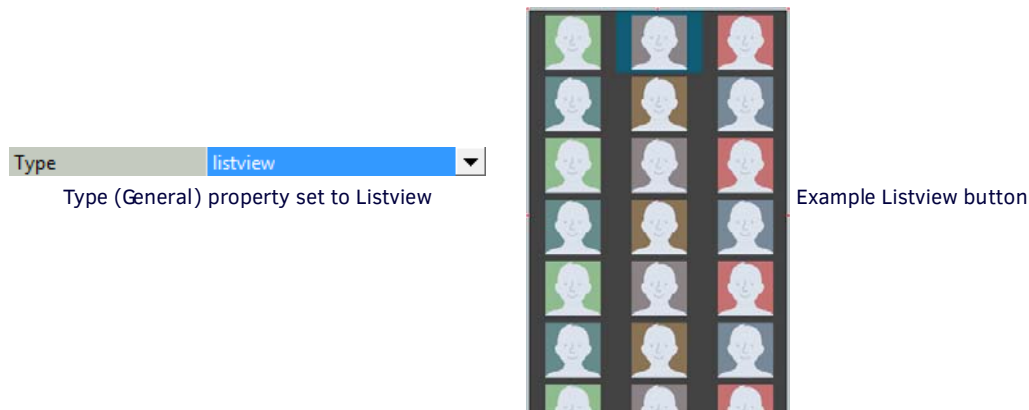 Type listview
Type (General) property set to Listview
Example Listview button